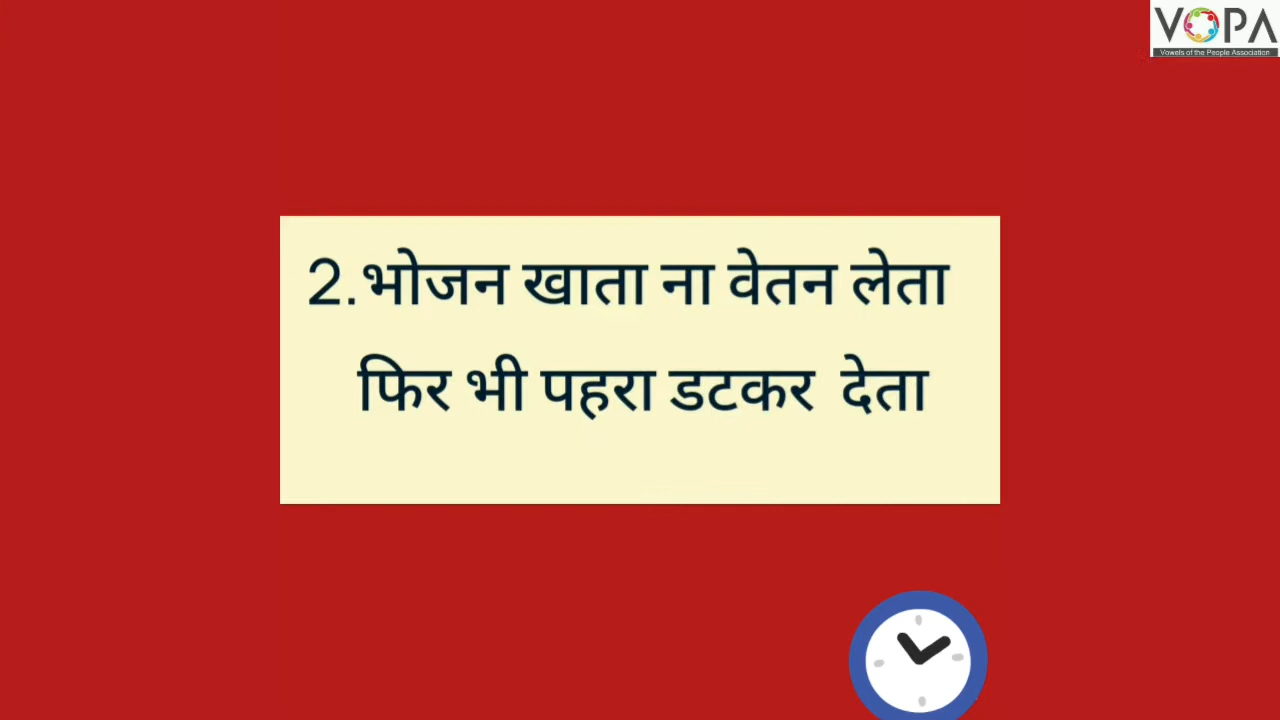 VOPA
Vowels of the People Association
2.भोजन खाता ना वेतन लेता
फिर भी पहरा डटकर देता